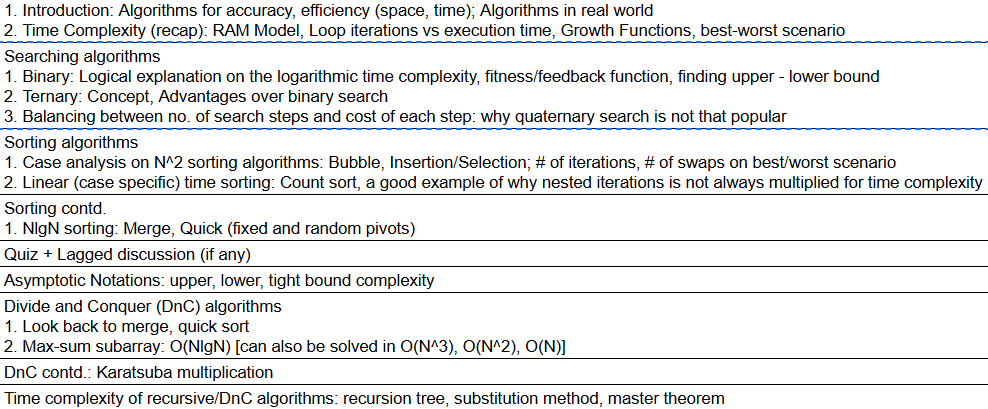 1. Introduction: Algorithms for accuracy, efficiency (space, time); Algorithms in real world
2. Time Complexity (recap): RAM Model, Loop iterations vs execution time, Growth Functions, best-worst scenario
Searching algorithms
1. Binary: Logical explanation on the logarithmic time complexity, fitness/feedback function, finding upper - lower bound
2. Ternary: Concept, Advantages over binary search
3. Balancing between no. of search steps and cost of each step: why quaternary search is not that popular
Sorting algorithms
1. Case analysis on N^2 sorting algorithms: Bubble, Insertion/Selection; # of iterations, # of swaps on best/worst scenario
2. Linear (case specific) time sorting: Count sort, a good example of why nested iterations is not always multiplied for time complexity
Sorting contd.
1. NlgN sorting: Merge, Quick (fixed and random pivots)
Quiz + Lagged discussion (if any)
Asymptotic Notations: upper, lower, tight bound complexity
Divide and Conquer (DnC) algorithms
1. Look back to merge, quick sort
2. Max-sum subarray: O(NlgN) [can also be solved in O(N^3), O(N^2), O(N)]
DnC contd.: Karatsuba multiplication
Time complexity of recursive/DnC algorithms: recursion tree, substitution method, master theorem